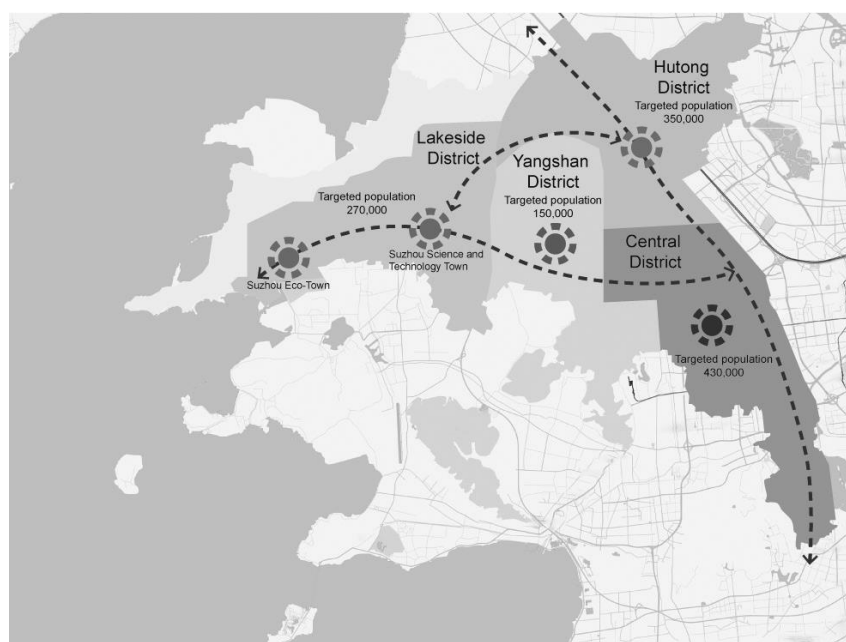 Hutong
District
Targeted population
350,000
Lakeside
District
Yangshan
District
Targeted population
150,000
Targeted population
270,000
Central
District
Suzhou Science and
Technology Town
Suzhou Eco-Town
Targeted population
430,000